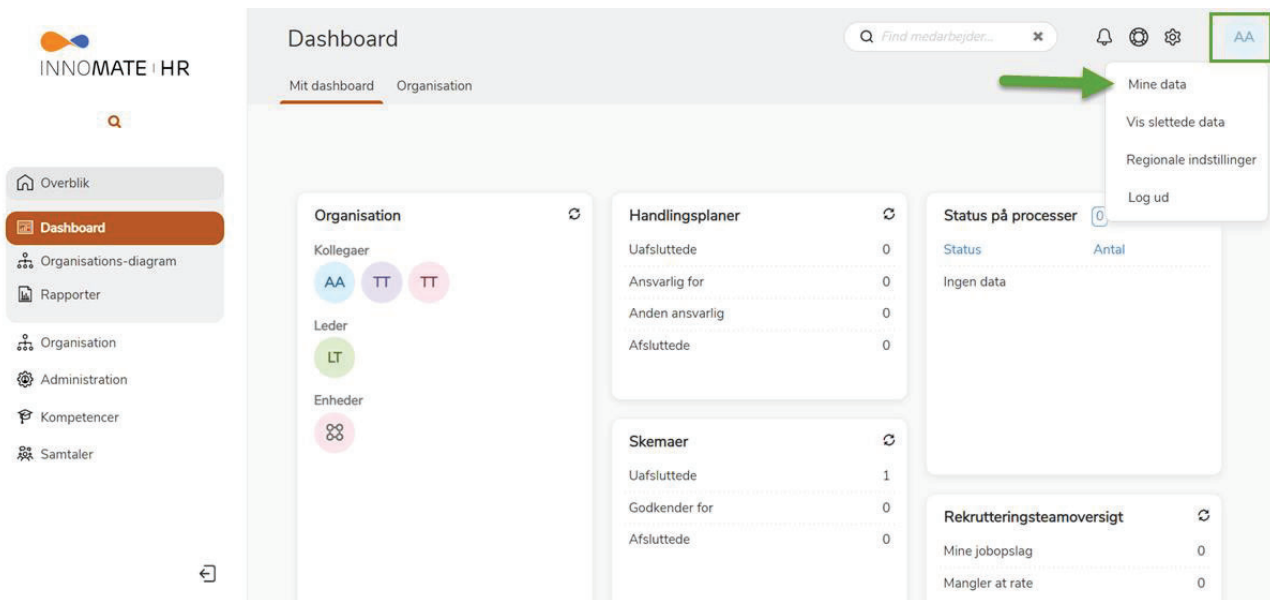 INNOMATE HR
Overblik
Dashboard
Organisations-diagram
Rapporter
Organisation
Administration
Kompetencer
Samtaler
Dashboard
Find medarbejder...
AA
Mit dashboard Organisation
Mine data
Vis slettede data
Regionale indstillinger
Log ud
Organisation
Kollegaer
AA TT TT
Leder
LT
Enheder
Handlingsplaner
Uafsluttede 0
Ansvarlig for 0
Anden ansvarlig 0
Afsluttede 0
Skemaer
Uafsluttede 1
Godkender for 0
Afsluttede 0
Status på processer 0
Status Antal
Ingen data
Rekrutteringsteamoversigt
Mine jobopslag 0
Mangler at rate 0